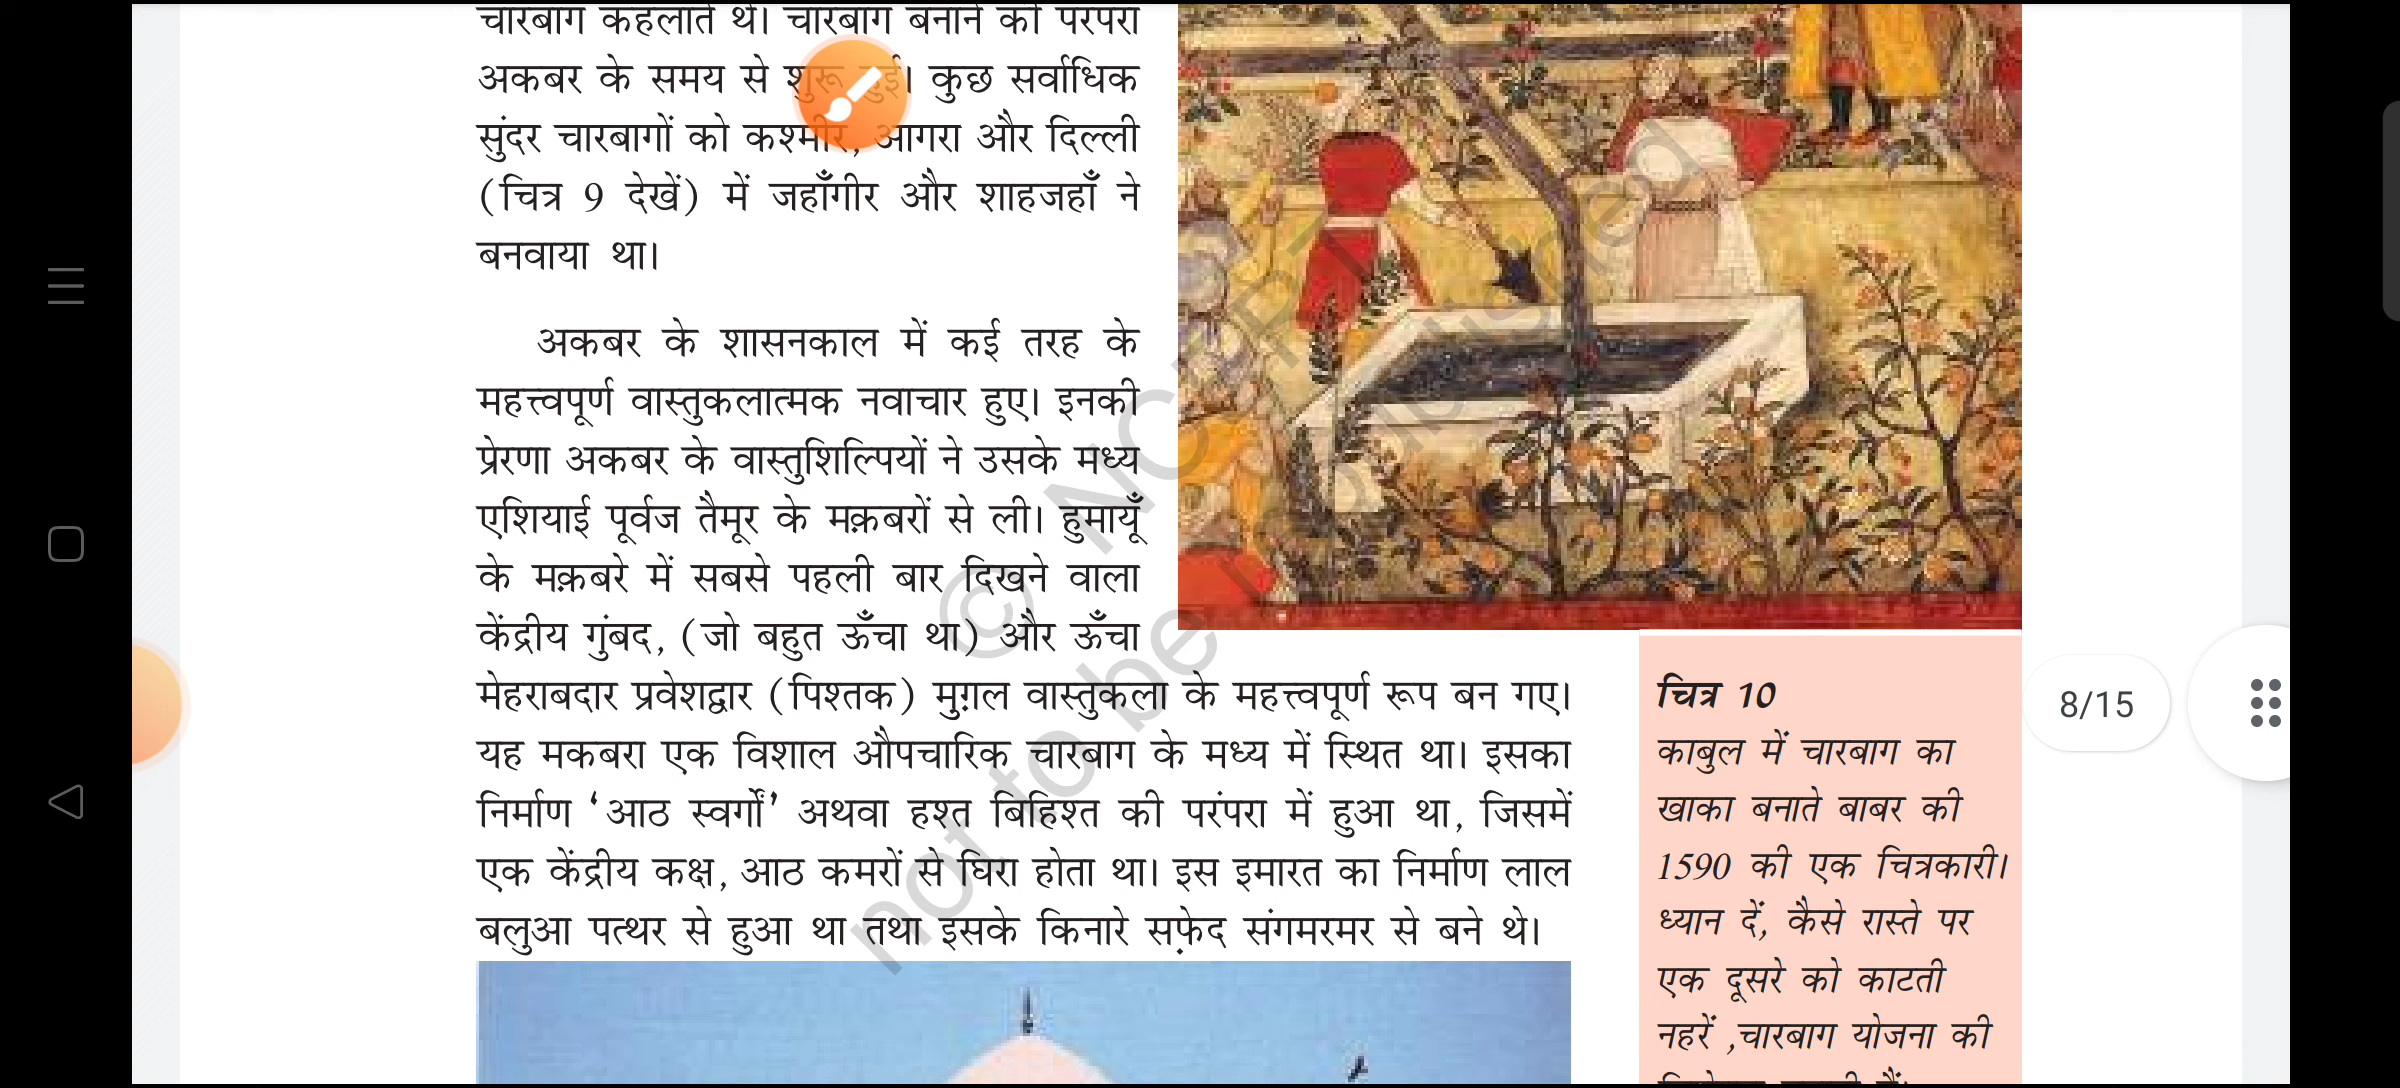 चारबाग कहलाते थे। चारबाग बनाने की परंपरा
अकबर के समय से शुरू हुई। कुछ सर्वाधिक
सुंदर चारबागों को कश्मीर, आगरा और दिल्ली
(चित्र 9 देखें) में जहाँगीर और शाहजहाँ ने
बनवाया था।
अकबर के शासनकाल में कई तरह के
महत्त्वपूर्ण वास्तुकलात्मक नवाचार हुए। इनकी
प्रेरणा अकबर के वास्तुशिल्पियों ने उसके मध्य
एशियाई पूर्वज तैमूर के मक़बरों से ली। हुमायूँ
के मक़बरे में सबसे पहली बार दिखने वाला
केंद्रीय गुंबद, (जो बहुत ऊँचा था) और ऊँचा
मेहराबदार प्रवेशद्वार (पिश्तक) मुग़ल वास्तुकला के महत्त्वपूर्ण रूप बन गए।
यह मकबरा एक विशाल औपचारिक चारबाग के मध्य में स्थित था। इसका
निर्माण ‘आठ स्वर्गों’ अथवा हश्त बिहिश्त की परंपरा में हुआ था, जिसमें
एक केंद्रीय कक्ष, आठ कमरों से घिरा होता था। इस इमारत का निर्माण लाल
बलुआ पत्थर से हुआ था तथा इसके किनारे सफ़ेद संगमरमर से बने थे।
चित्र 10
काबुल में चारबाग का
खाका बनाते बाबर की
1590 की एक चित्रकारी।
ध्यान दें, कैसे रास्ते पर
एक दूसरे को काटती
नहरें ,चारबाग योजना की
8/15
© NCERT
not to be republished